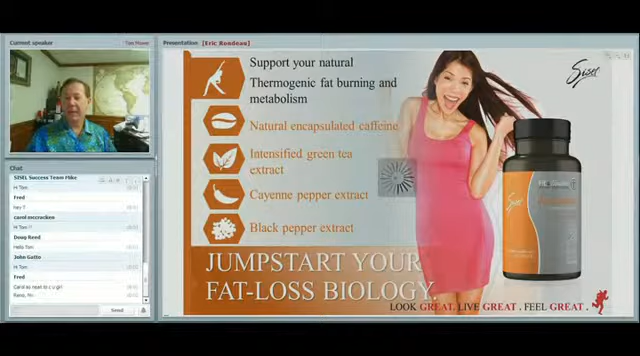 Current speaker
Presentation [Eric Rondeau]
Support your natural
Thermogenic fat burning and
metabolism
Natural encapsulated caffeine
Intensified green tea
extract
Cayenne pepper extract
Black pepper extract
JUMPSTART YOUR
FAT-LOSS BIOLOGY.
Sisel
Sisel
LOOK GREAT. LIVE GREAT. FEEL GREAT.
Chat
SISEL Success Team Mike
Hi Tom
Fred
Hey T
carol mccracken
Hi Tom !!
Doug Reed
Hello Tom
John Gatto
Hi Tom
Fred
Send